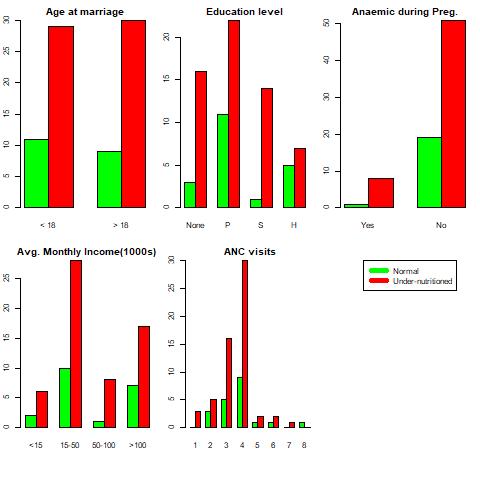 Age at marriage
0 5 10 15 20 25 30
< 18 > 18
Education level
0 5 10 15 20
None P S H
Anaemic during Preg.
0 10 20 30 40 50
Yes No
Avg. Monthly Income(1000s)
0 5 10 15 20 25
<15 15-50 50-100 >100
ANC visits
0 5 10 15 20 25 30
1 2 3 4 5 6 7 8
Normal
Under-nutritioned